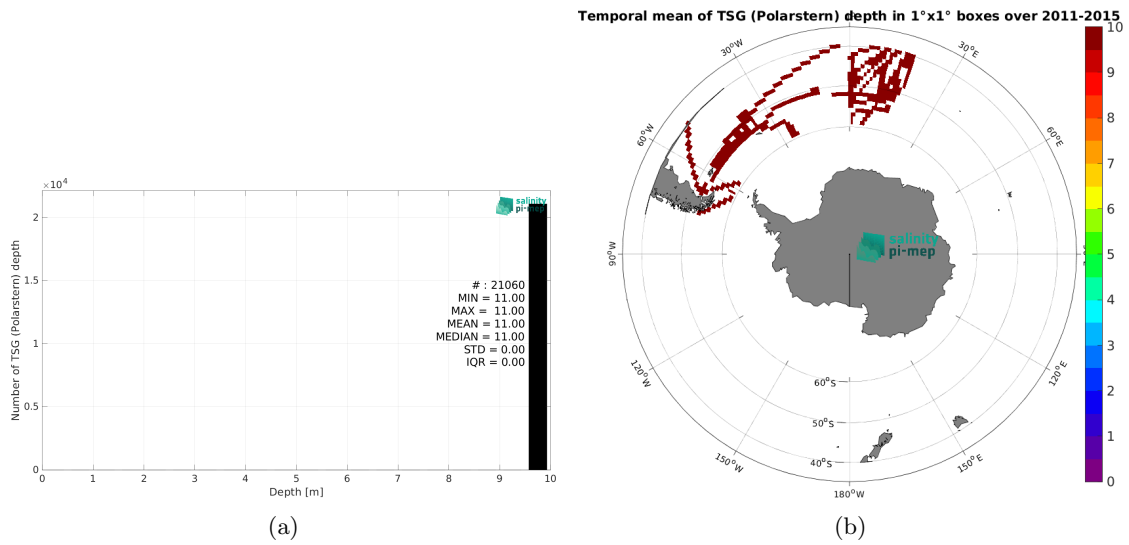 Temporal mean of TSG (Polarstern) depth in 1°x1° boxes over 2011-2015
×10⁴
2
1.5
1
0.5
0
Number of TSG (Polarstern) depth
salinity
pi-mep
# : 21060
MIN = 11.00
MAX = 11.00
MEAN = 11.00
MEDIAN = 11.00
STD = 0.00
IQR = 0.00
0 1 2 3 4 5 6 7 8 9 10
Depth [m]
(a)
30°W
30°E
60°W
60°E
90°W
salinity
pi-mep
120°W
120°E
60°S
50°S
40°S
150°W
150°E
180°W
10
9
8
7
6
5
4
3
2
1
0
(b)